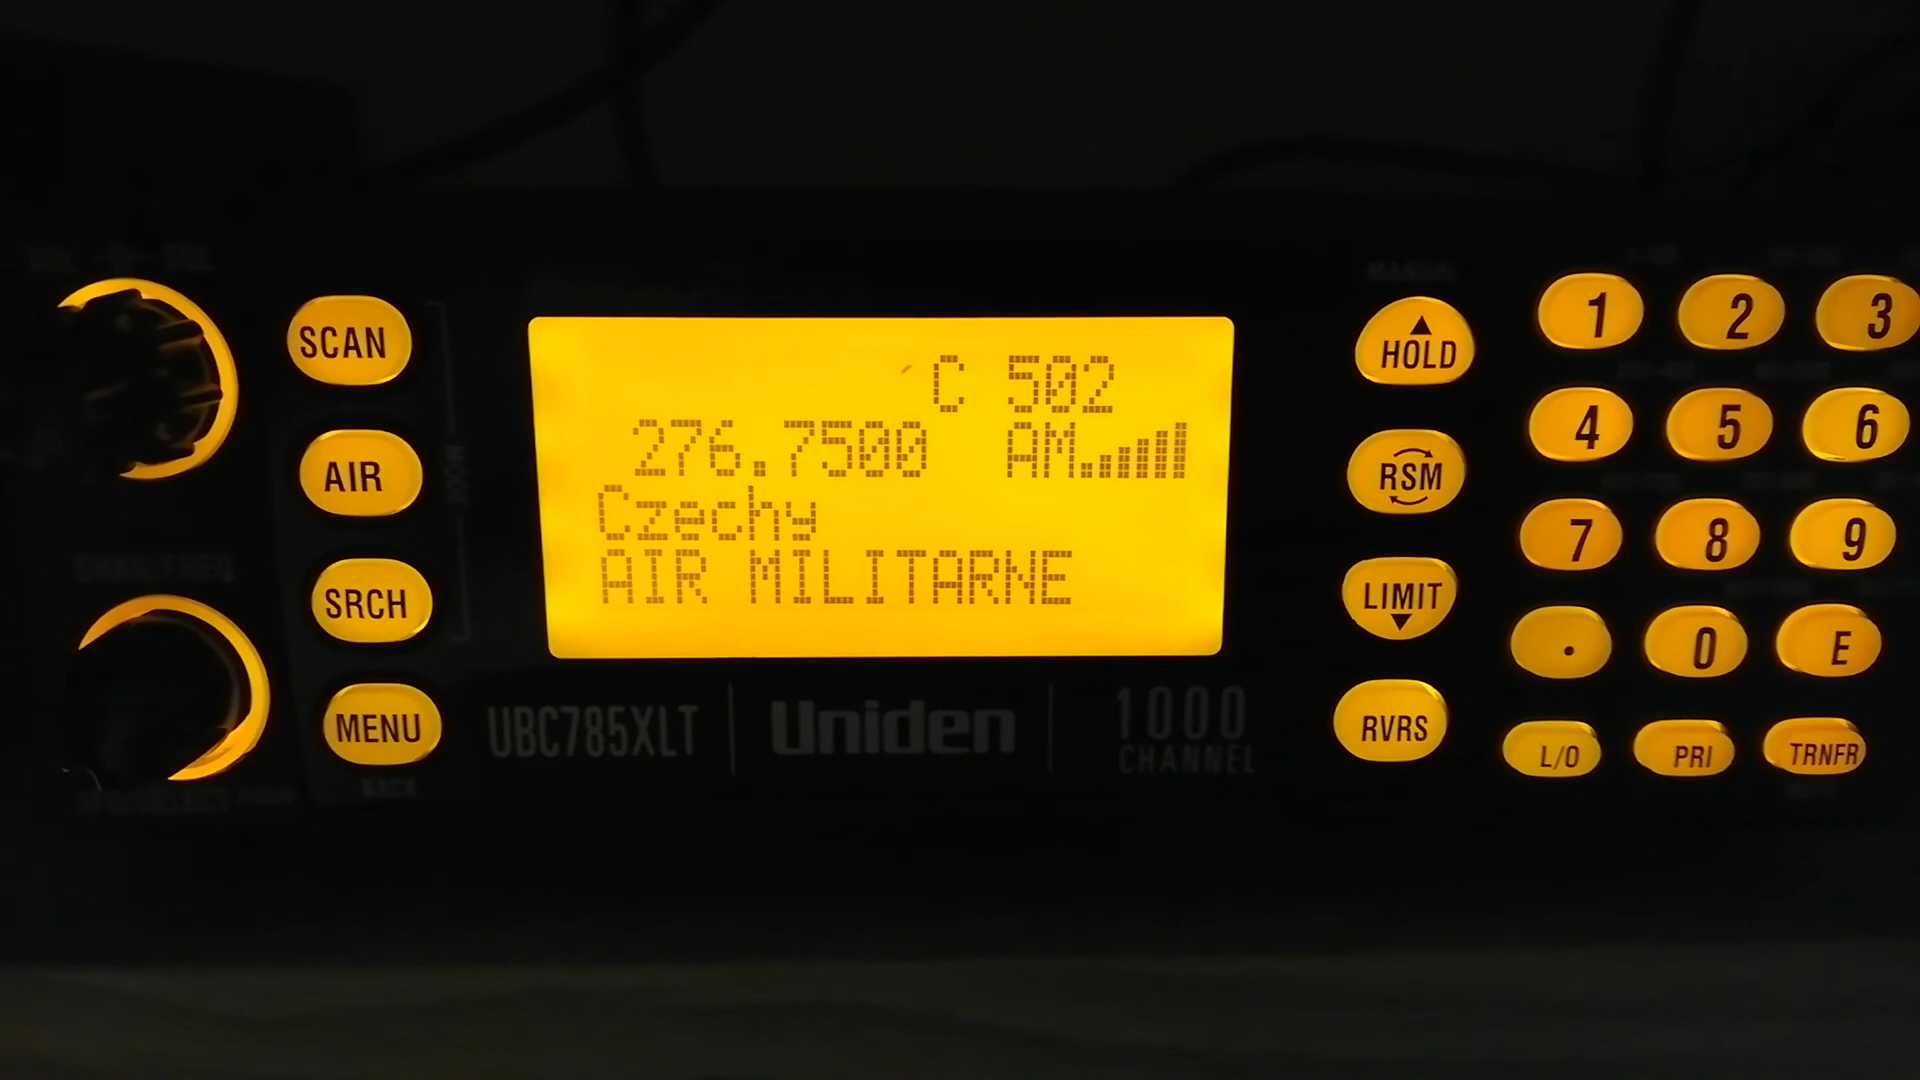 C 502
276.7500 AM
Czechy
AIR MILITARNE
SCAN
AIR
SRCH
MENU
UBC785XLT
Uniden
1000
CHANNEL
HOLD
RSM
LIMIT
RVRS
1 2 3
4 5 6
7 8 9
. 0 E
L/O PRI TRNFR